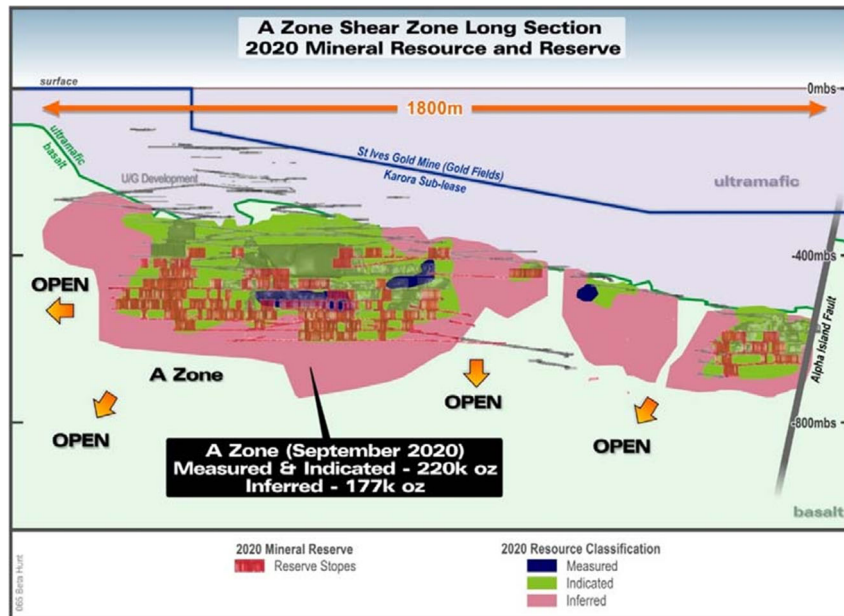 A Zone Shear Zone Long Section
2020 Mineral Resource and Reserve
surface
0mbs
1800m
ultramafic
basalt
U/G Development
St Ives Gold Mine (Gold Fields)
Karora Sub-lease
ultramafic
-400mbs
OPEN
Alpha Island Fault
A Zone
OPEN
OPEN
OPEN
-800mbs
A Zone (September 2020)
Measured & Indicated - 220k oz
Inferred - 177k oz
basalt
2020 Mineral Reserve
Reserve Stopes
2020 Resource Classification
Measured
Indicated
Inferred
065 Beta Hunt